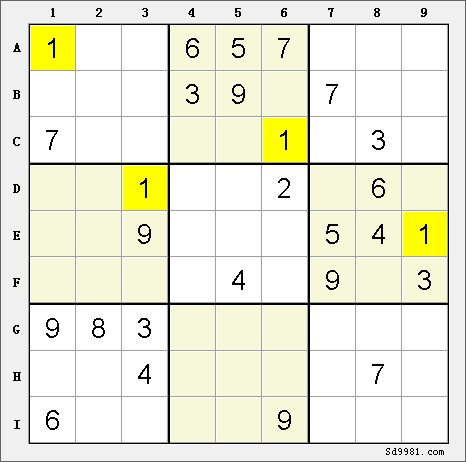 1 2 3 4 5 6 7 8 9
A 1 6 5 7
B 3 9 7
C 7 1 3
D 1 2 6
E 9 5 4 1
F 4 9 3
G 9 8 3
H 4 7
I 6 9
Sd9981.com